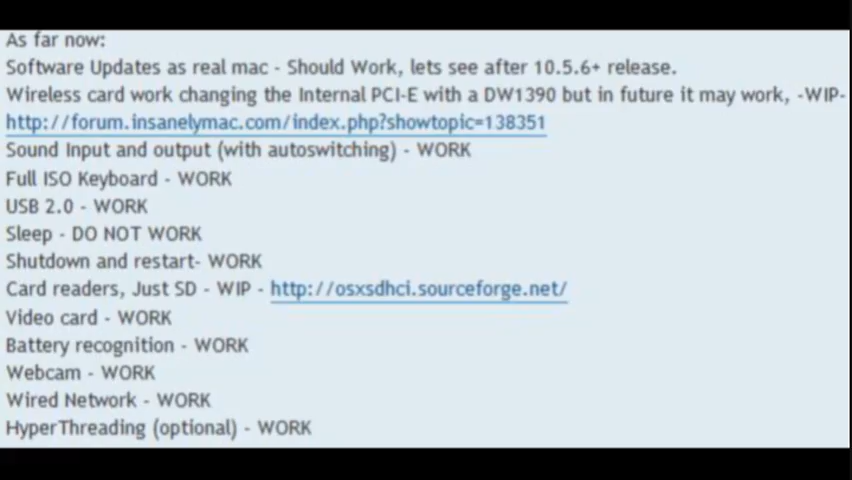 As far now:
Software Updates as real mac - Should Work, lets see after 10.5.6+ release.
Wireless card work changing the Internal PCI-E with a DW1390 but in future it may work, -WIP-
http://forum.insanelymac.com/index.php?showtopic=138351
Sound Input and output (with autoswitching) - WORK
Full ISO Keyboard - WORK
USB 2.0 - WORK
Sleep - DO NOT WORK
Shutdown and restart- WORK
Card readers, Just SD - WIP - http://osxsdhci.sourceforge.net/
Video card - WORK
Battery recognition - WORK
Webcam - WORK
Wired Network - WORK
HyperThreading (optional) - WORK